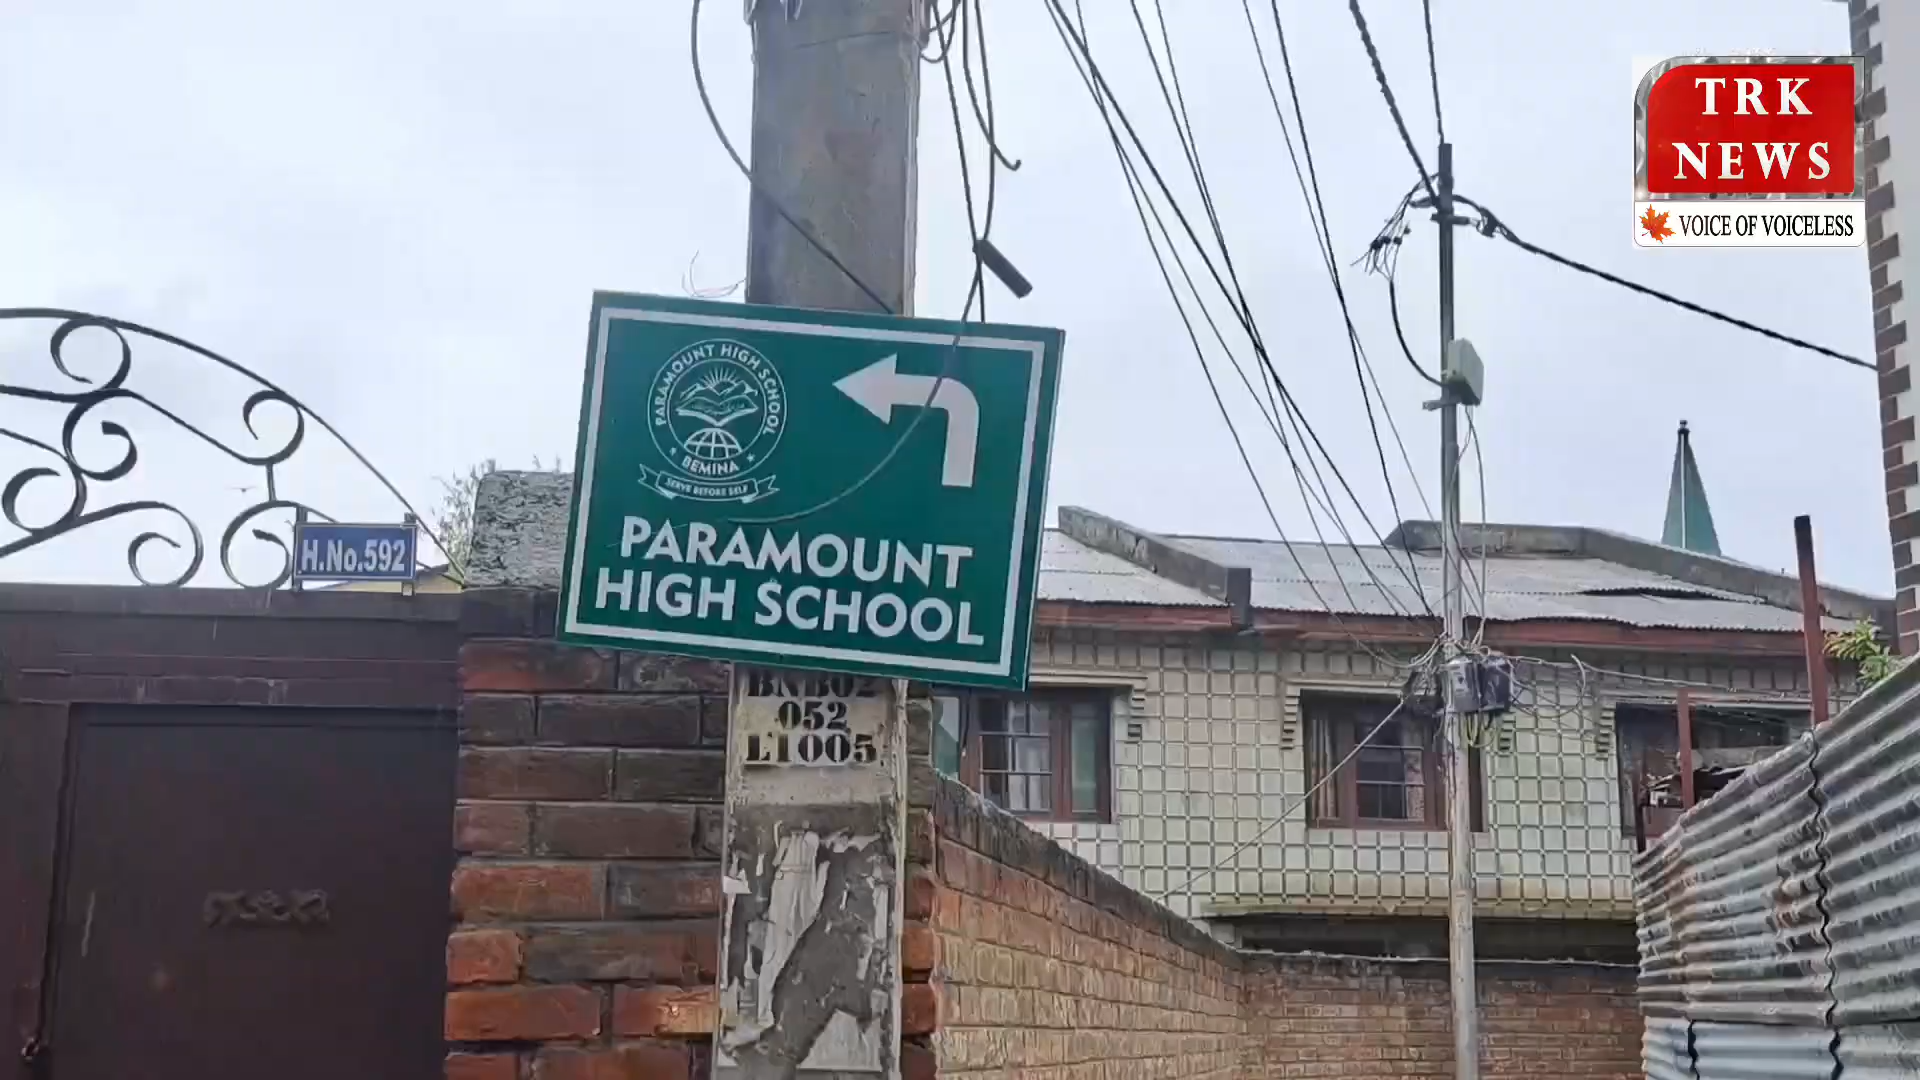 TRK
NEWS
VOICE OF VOICELESS
PARAMOUNT HIGH SCHOOL
BEMINA
SERVE BEFORE SELF
PARAMOUNT
HIGH SCHOOL
H.No.592
BNB02
052
L1005